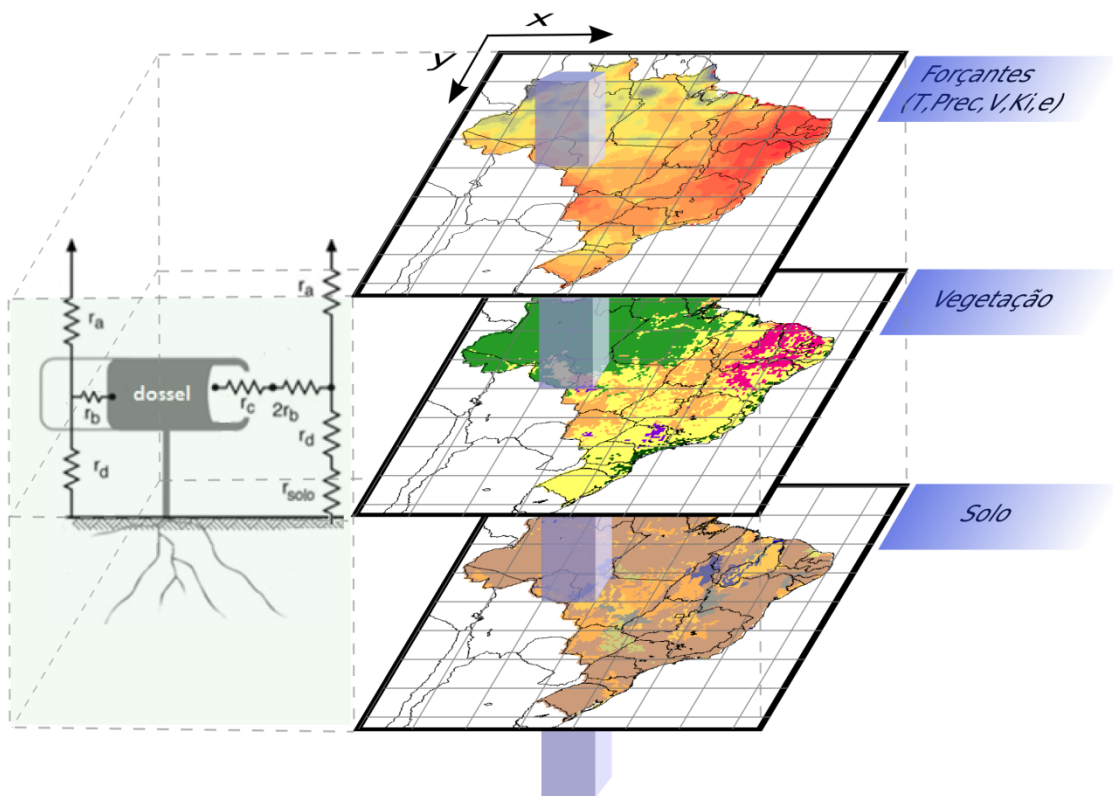 x
y
Forçantes
(T,Prec,V,Ki,e)
Vegetação
Solo
ra
ra
dossel
rb
rc
2rb
rd
rd
rsolo